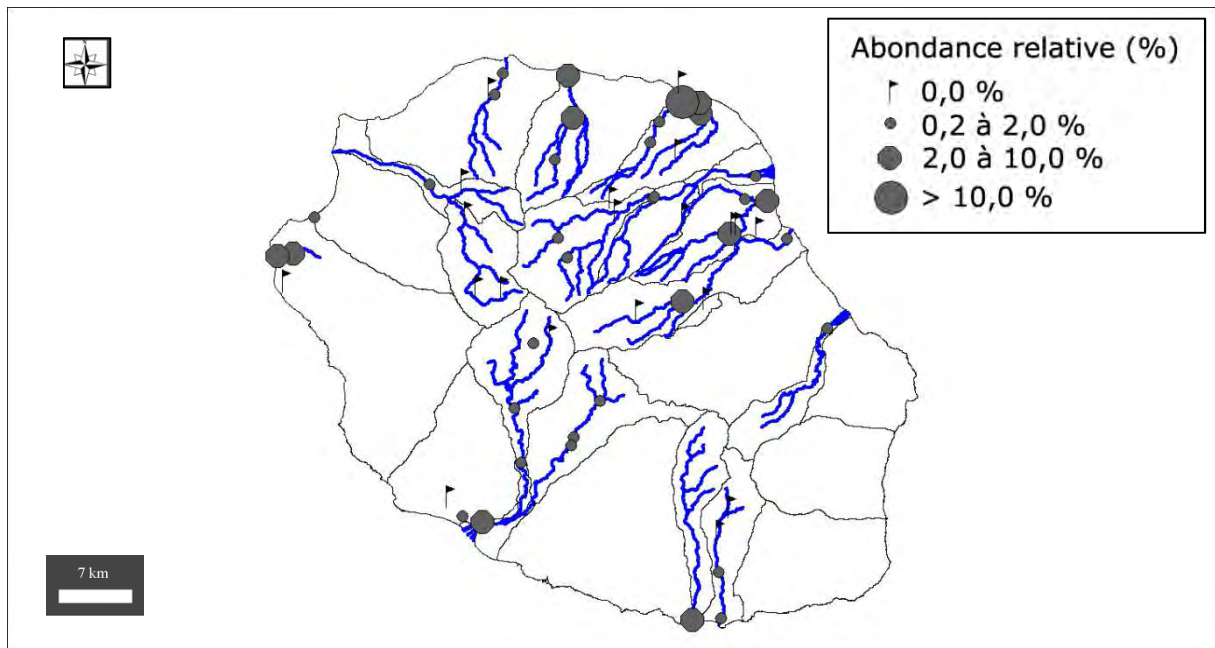 Abondance relative (%)
0,0 %
0,2 à 2,0 %
2,0 à 10,0 %
> 10,0 %
7 km